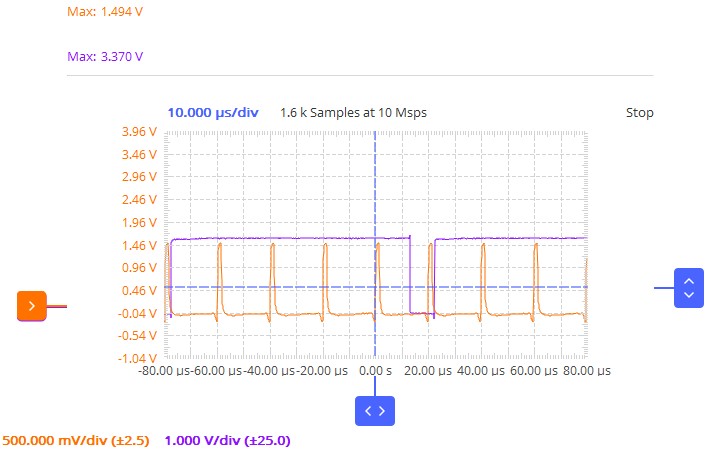 Max: 1.494 V
Max: 3.370 V
10.000 µs/div 1.6 k Samples at 10 Msps Stop
3.96 V
3.46 V
2.96 V
2.46 V
1.96 V
1.46 V
0.96 V
0.46 V
-0.04 V
-0.54 V
-1.04 V
-80.00 µs -60.00 µs -40.00 µs -20.00 µs 0.00 s 20.00 µs 40.00 µs 60.00 µs 80.00 µs
500.000 mV/div (±2.5) 1.000 V/div (±25.0)